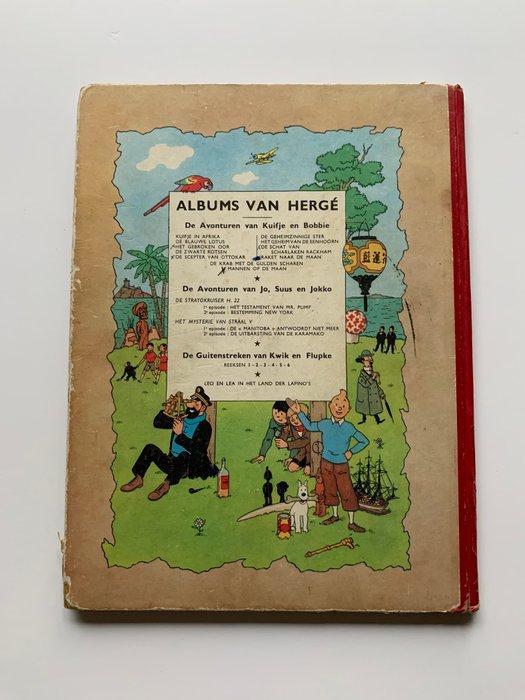 ALBUMS VAN HERGÉ
De Avonturen van Kuifje en Bobbie
KUIFJE IN AFRIKA
DE BLAUWE LOTUS
HET GEBROKEN OOR
DE ZWARTE ROTSEN
DE SCEPTER VAN OTTOKAR
DE GEHEIMZINNIGE STER
HET GEHEIM VAN DE EENHOORN
DE SCHAT VAN
SCHARLAKEN RACKHAM
RAKET NAAR DE MAAN
DE KRAB MET DE GULDEN SCHAREN
MANNEN OP DE MAAN
De Avonturen van Jo, Suus en Jokko
DE STRATOKRUISER H. 22
1e episode : HET TESTAMENT VAN MR. PUMP
2e episode : BESTEMMING NEW YORK
HET MYSTERIE VAN STRAAL V
1e episode : DE « MANITOBA » ANTWOORDT NIET MEER
2e episode : DE UITBARSTING VAN DE KARAMAKO
De Guitenstreken van Kwik en Flupke
REEKSEN 1 - 2 - 3 - 4 - 5 - 6
LEO EN LEA IN HET LAND DER LAPINO'S